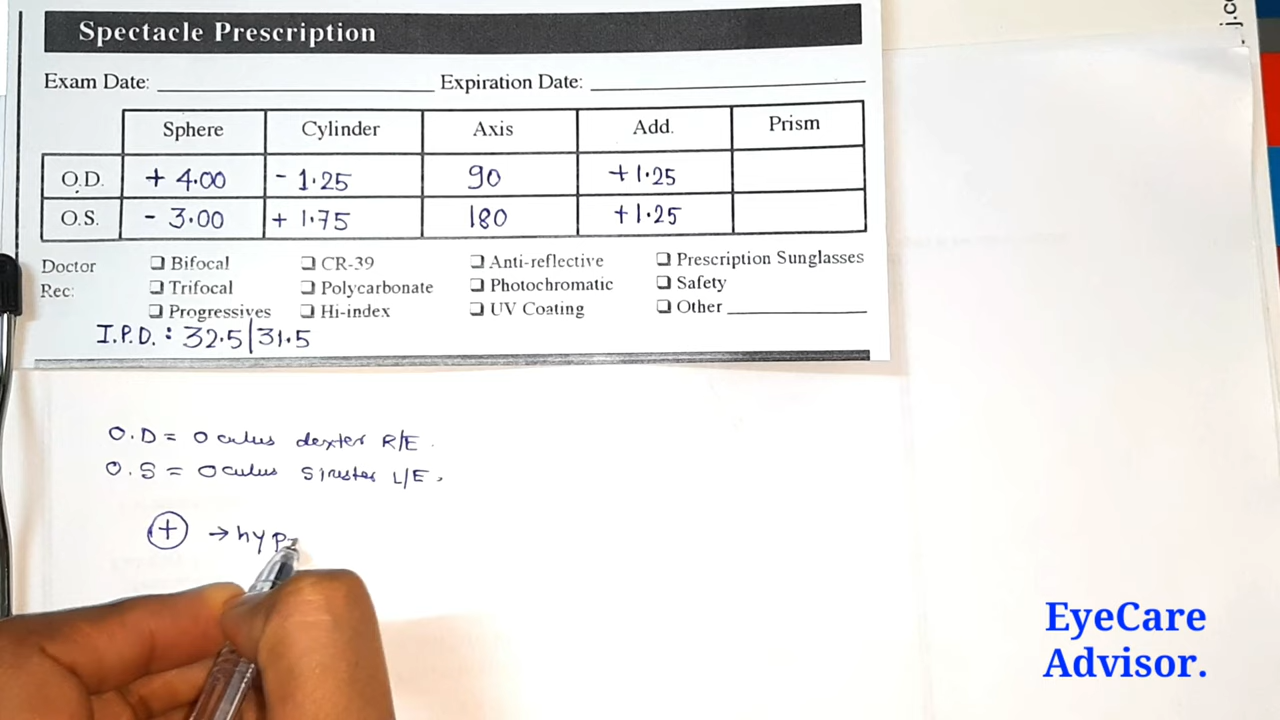 j.co
Spectacle Prescription
Exam Date: Expiration Date:
Sphere Cylinder Axis Add. Prism
O.D. + 4.00 - 1.25 90 +1.25
O.S. - 3.00 + 1.75 180 +1.25
Doctor Rec:
Bifocal CR-39 Anti-reflective Prescription Sunglasses
Trifocal Polycarbonate Photochromatic Safety
Progressives Hi-index UV Coating Other
I.P.D. : 32.5|31.5
O.D = Oculus dexter R/E.
O.S = Oculus Sinister L/E.
+ → hyp
EyeCare
Advisor.